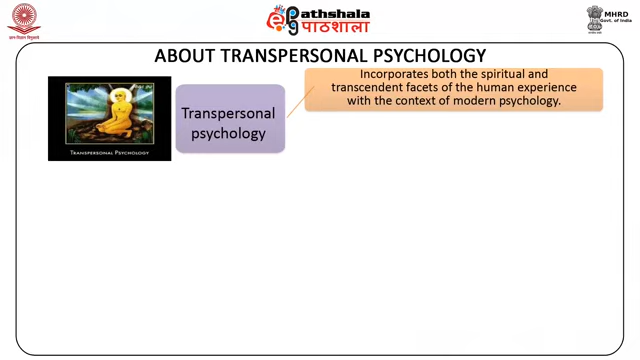 ePathshala
पाठशाला
MHRD
Govt. of India
ABOUT TRANSPERSONAL PSYCHOLOGY
Transpersonal
psychology
Incorporates both the spiritual and
transcendent facets of the human experience
with the context of modern psychology.
TRANSPERSONAL PSYCHOLOGY